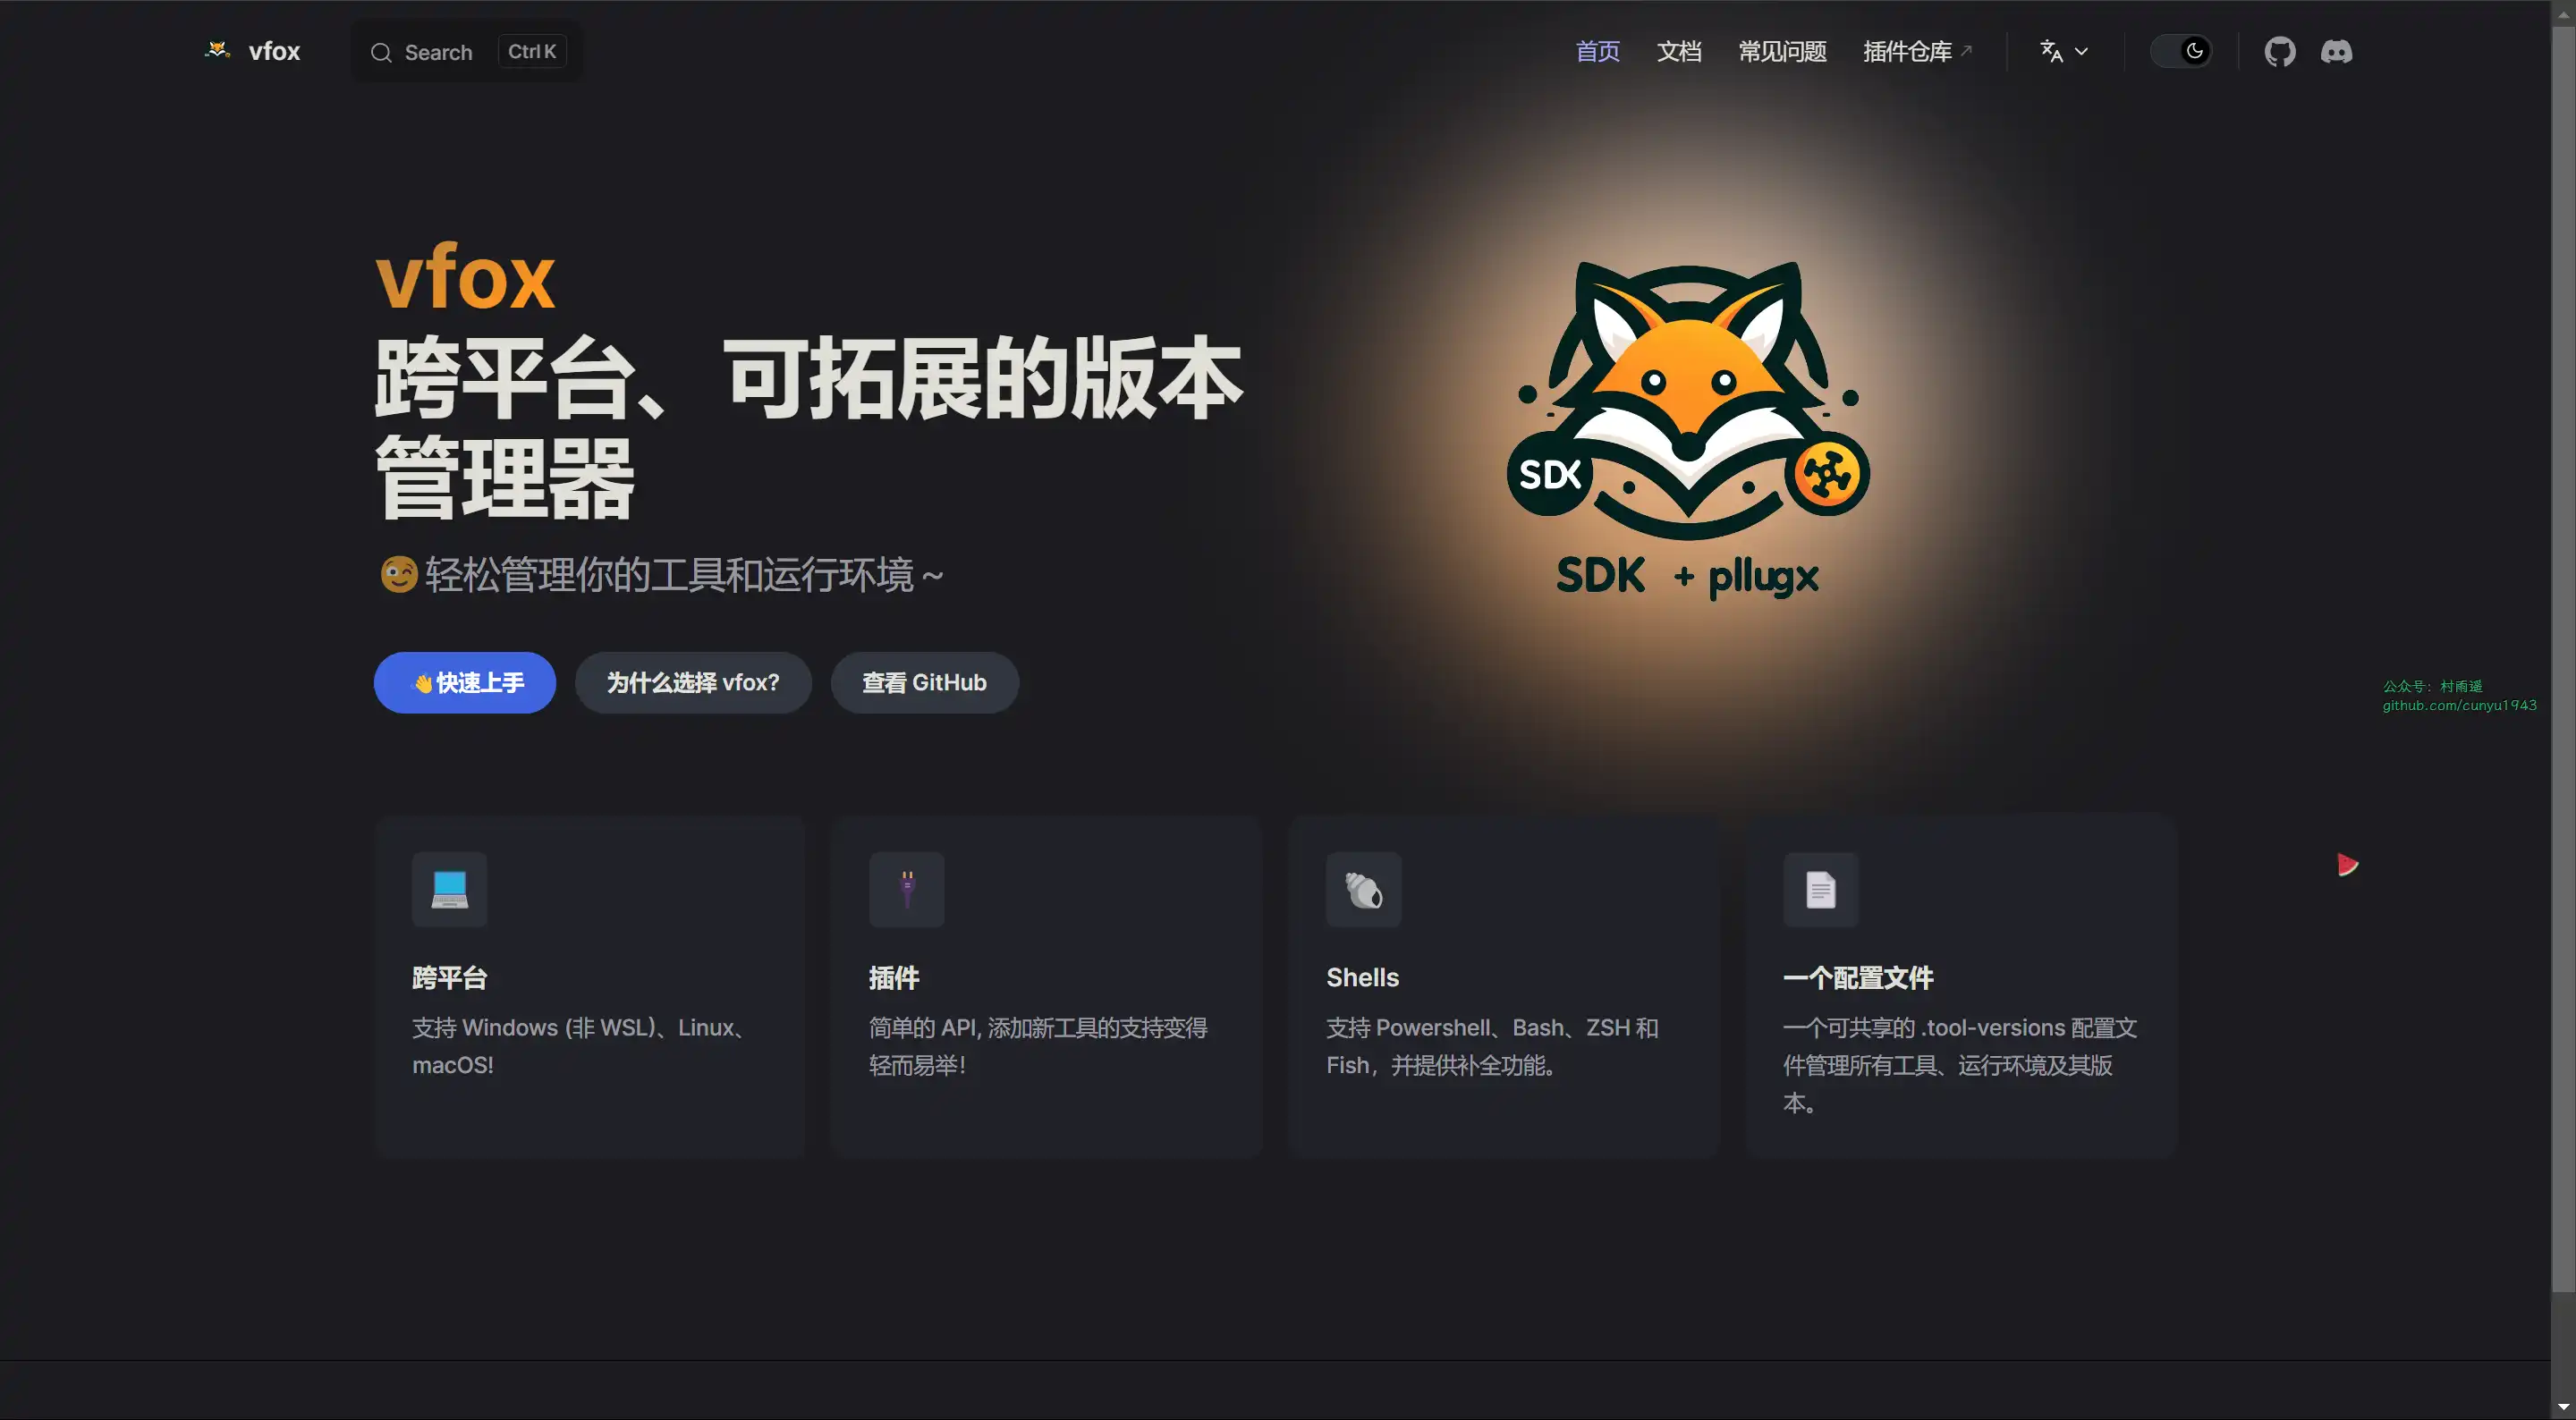 vfox
Search
Ctrl K
首页
文档
常见问题
插件仓库
vfox
跨平台、可拓展的版本
管理器
😉轻松管理你的工具和运行环境 ~
SDK
SDK + pllugx
👋快速上手
为什么选择 vfox?
查看 GitHub
公众号：村雨遥
github.com/cunyu1943
跨平台
支持 Windows (非 WSL)、Linux、
macOS!
插件
简单的 API, 添加新工具的支持变得
轻而易举！
Shells
支持 Powershell、Bash、ZSH 和
Fish，并提供补全功能。
一个配置文件
一个可共享的 .tool-versions 配置文
件管理所有工具、运行环境及其版
本。